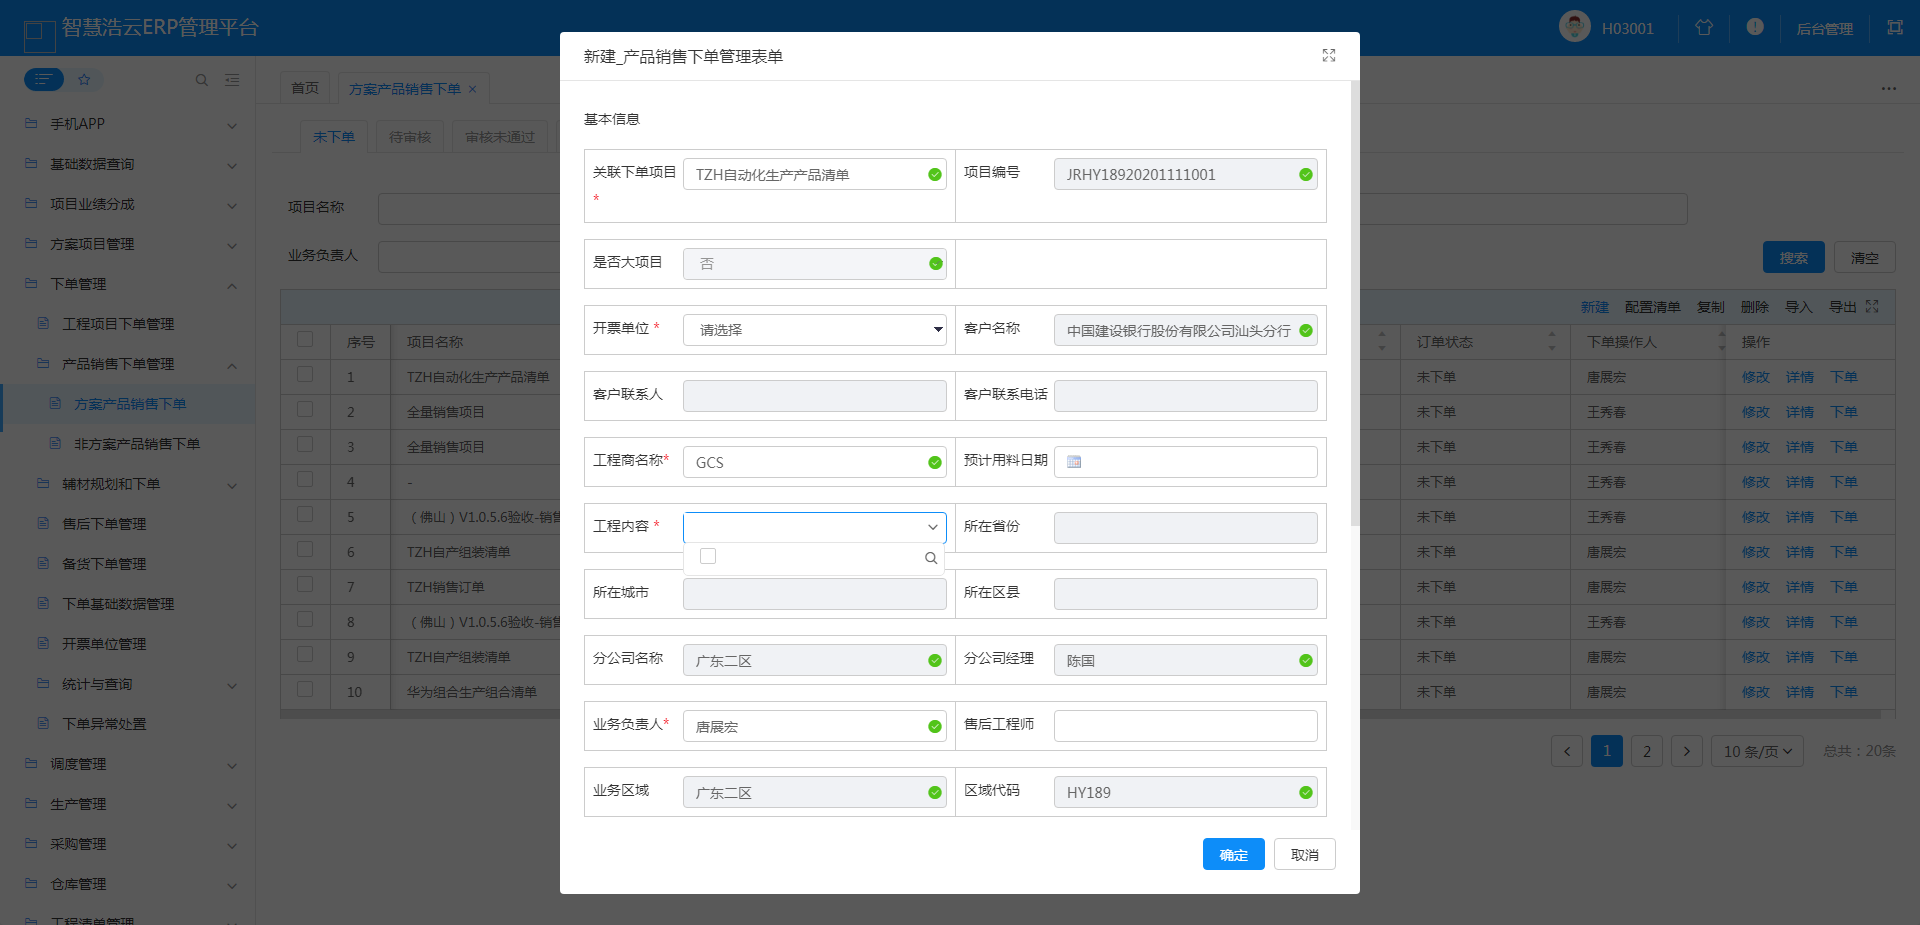 智慧浩云ERP管理平台
H03001
后台管理
手机APP
基础数据查询
项目业绩分成
方案项目管理
下单管理
工程项目下单管理
产品销售下单管理
方案产品销售下单
非方案产品销售下单
辅材规划和下单
售后下单管理
备货下单管理
下单基础数据管理
开票单位管理
统计与查询
下单异常处置
调度管理
生产管理
采购管理
仓库管理
工程清单管理
首页
方案产品销售下单 ×
...
未下单
待审核
审核未通过
项目名称
业务负责人
搜索
清空
新建 配置清单 复制 删除 导入 导出
序号 项目名称 订单状态 下单操作人 操作
1 TZH自动化生产产品清单 未下单 唐展宏 修改 详情 下单
2 全量销售项目 未下单 王秀春 修改 详情 下单
3 全量销售项目 未下单 王秀春 修改 详情 下单
4 - 未下单 王秀春 修改 详情 下单
5 （佛山）V1.0.5.6验收-销售 未下单 王秀春 修改 详情 下单
6 TZH自产组装清单 未下单 唐展宏 修改 详情 下单
7 TZH销售订单 未下单 唐展宏 修改 详情 下单
8 （佛山）V1.0.5.6验收-销售 未下单 王秀春 修改 详情 下单
9 TZH自产组装清单 未下单 唐展宏 修改 详情 下单
10 华为组合生产组合清单 未下单 唐展宏 修改 详情 下单
1 2 10 条/页 总共：20条
新建_产品销售下单管理表单
基本信息
关联下单项目* TZH自动化生产产品清单 项目编号 JRHY18920201111001
是否大项目 否
开票单位* 请选择 客户名称 中国建设银行股份有限公司汕头分行
客户联系人 客户联系电话
工程商名称* GCS 预计用料日期
工程内容* 所在省份
所在城市 所在区县
分公司名称 广东二区 分公司经理 陈国
业务负责人* 唐展宏 售后工程师
业务区域 广东二区 区域代码 HY189
确定 取消